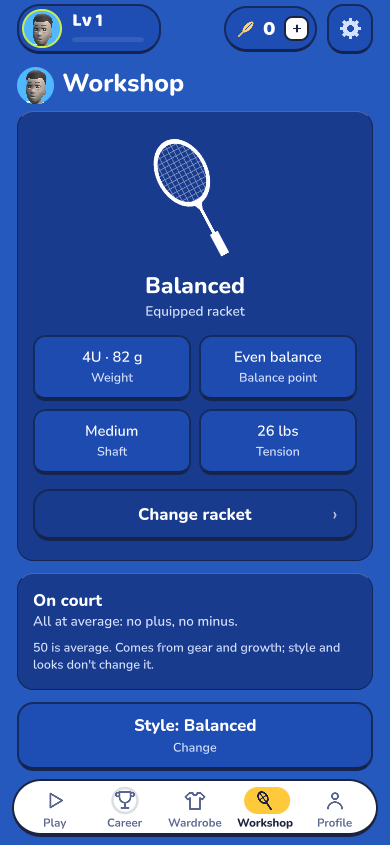 Lv 1
0
+
Workshop
Balanced
Equipped racket
4U · 82 g
Weight
Even balance
Balance point
Medium
Shaft
26 lbs
Tension
Change racket ›
On court
All at average: no plus, no minus.
50 is average. Comes from gear and growth; style and
looks don't change it.
Style: Balanced
Change
Play
Career
Wardrobe
Workshop
Profile